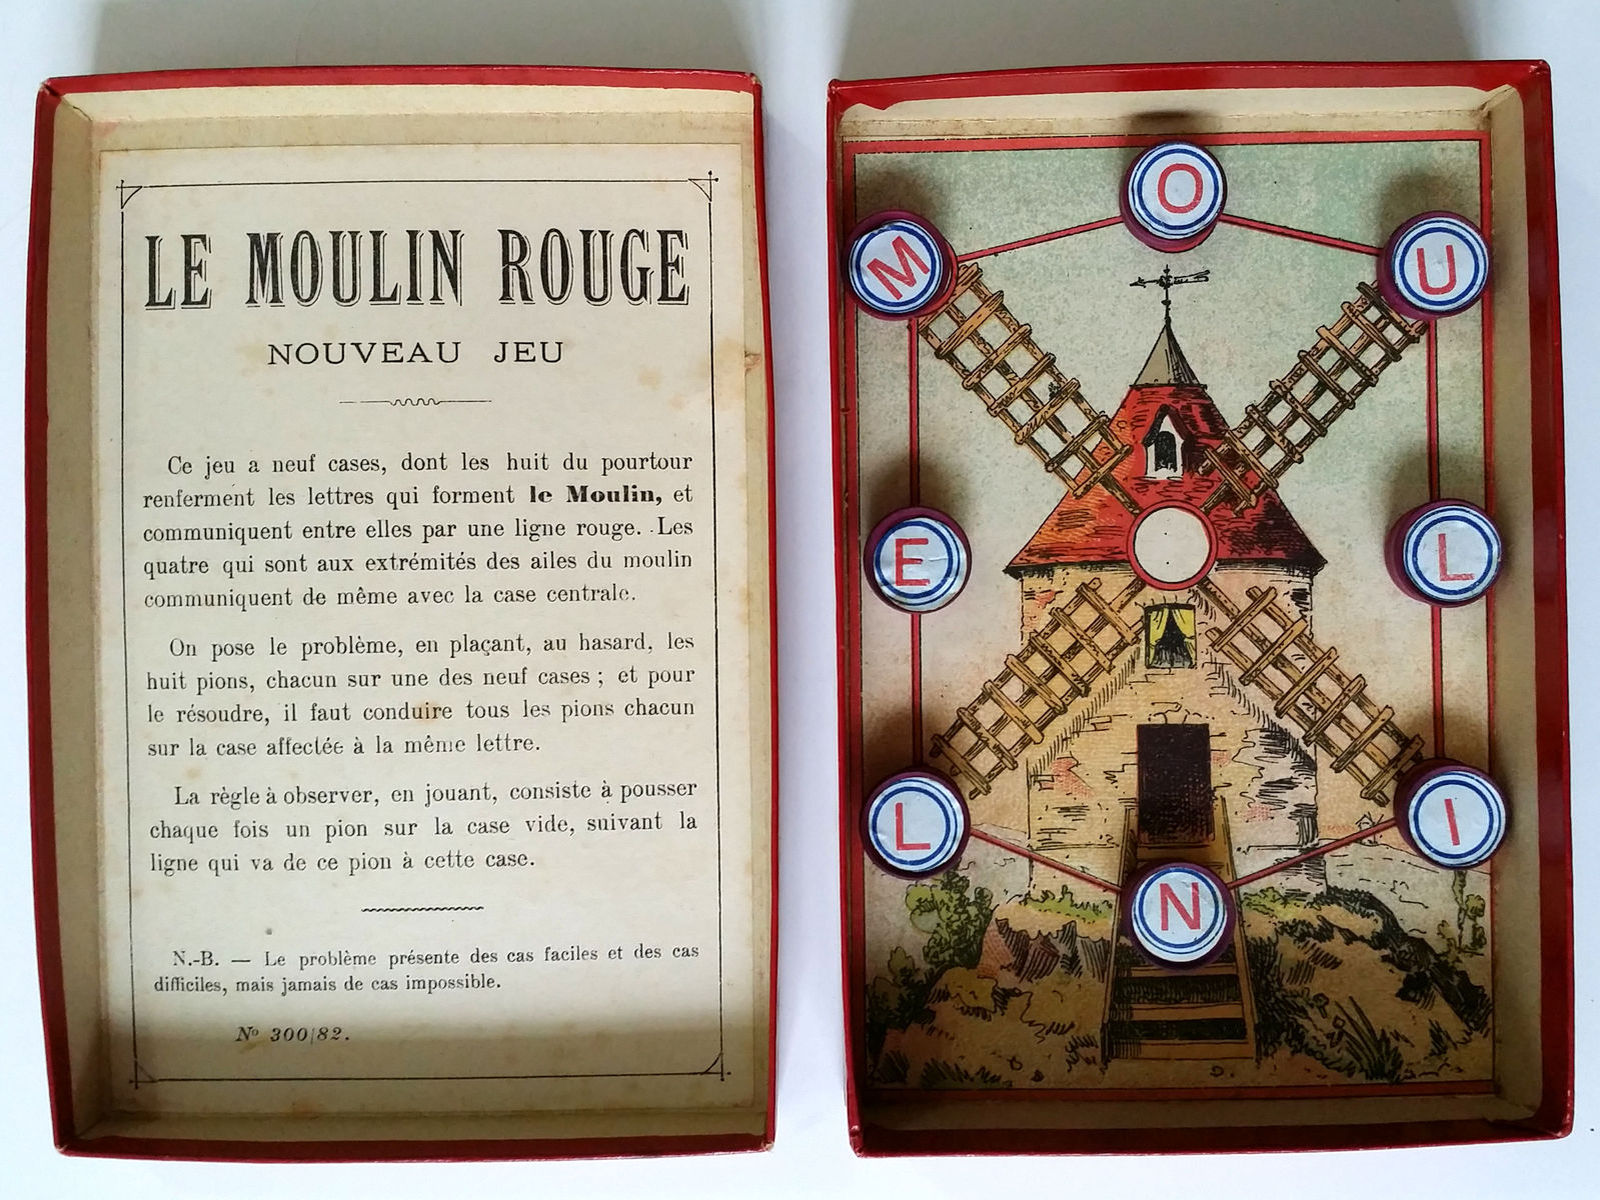 LE MOULIN ROUGE
NOUVEAU JEU
Ce jeu a neuf cases, dont les huit du pourtour
renferment les lettres qui forment le Moulin, et
communiquent entre elles par une ligne rouge. Les
quatre qui sont aux extrémités des ailes du moulin
communiquent de même avec la case centrale.
On pose le problème, en plaçant, au hasard, les
huit pions, chacun sur une des neuf cases ; et pour
le résoudre, il faut conduire tous les pions chacun
sur la case affectée à la même lettre.
La règle à observer, en jouant, consiste à pousser
chaque fois un pion sur la case vide, suivant la
ligne qui va de ce pion à cette case.
N.-B. — Le problème présente des cas faciles et des cas
difficiles, mais jamais de cas impossible.
Nº 300/82.
O
M
U
E
L
L
I
N